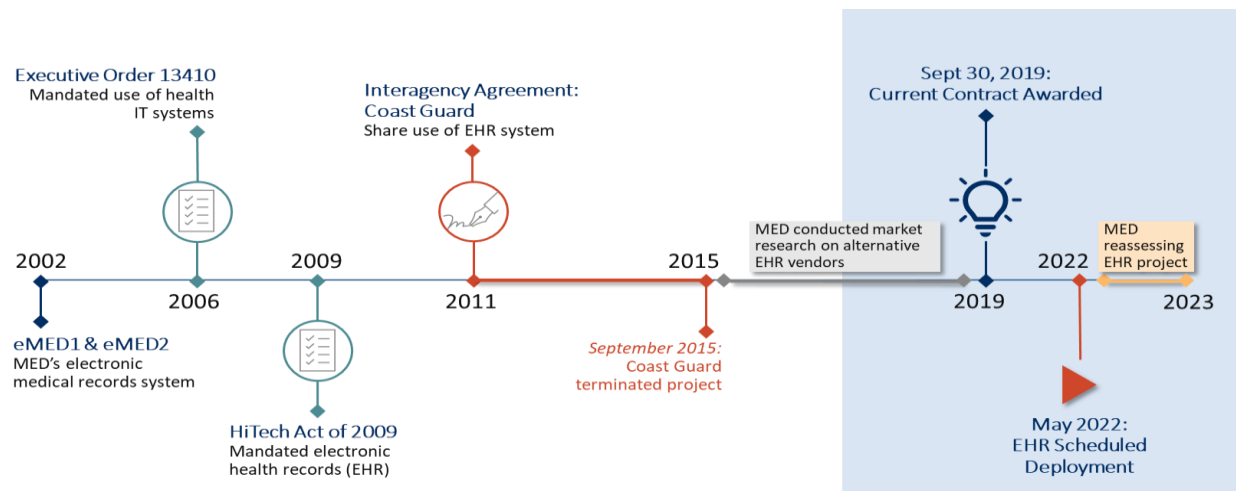 Executive Order 13410
Mandated use of health
IT systems
Interagency Agreement:
Coast Guard
Share use of EHR system
Sept 30, 2019:
Current Contract Awarded
MED conducted market
research on alternative
EHR vendors
MED
reassessing
EHR project
2002
2006
2009
2011
2015
2019
2022
2023
eMED1 & eMED2
MED's electronic
medical records system
HiTech Act of 2009
Mandated electronic
health records (EHR)
September 2015:
Coast Guard
terminated project
May 2022:
EHR Scheduled
Deployment